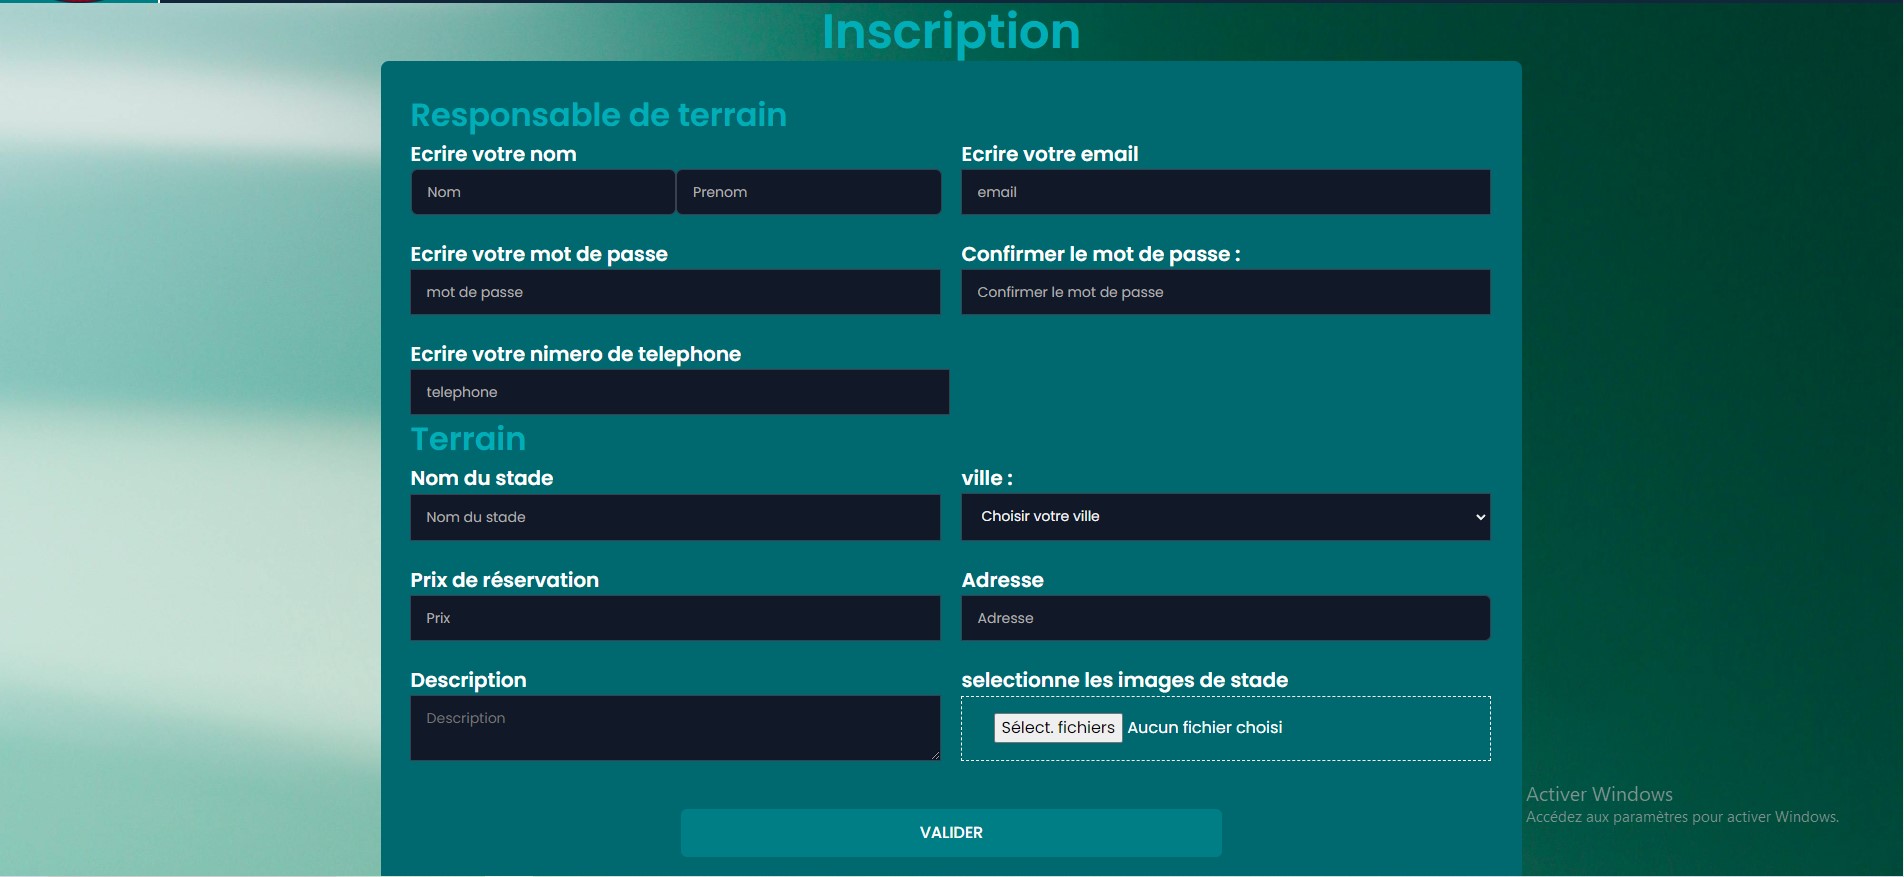 Inscription
Responsable de terrain
Ecrire votre nom
Ecrire votre email
Nom
Prenom
email
Ecrire votre mot de passe
Confirmer le mot de passe :
mot de passe
Confirmer le mot de passe
Ecrire votre nimero de telephone
telephone
Terrain
Nom du stade
ville :
Nom du stade
Choisir votre ville
Prix de réservation
Adresse
Prix
Adresse
Description
selectionne les images de stade
Description
Sélect. fichiers Aucun fichier choisi
VALIDER
Activer Windows
Accédez aux paramètres pour activer Windows.